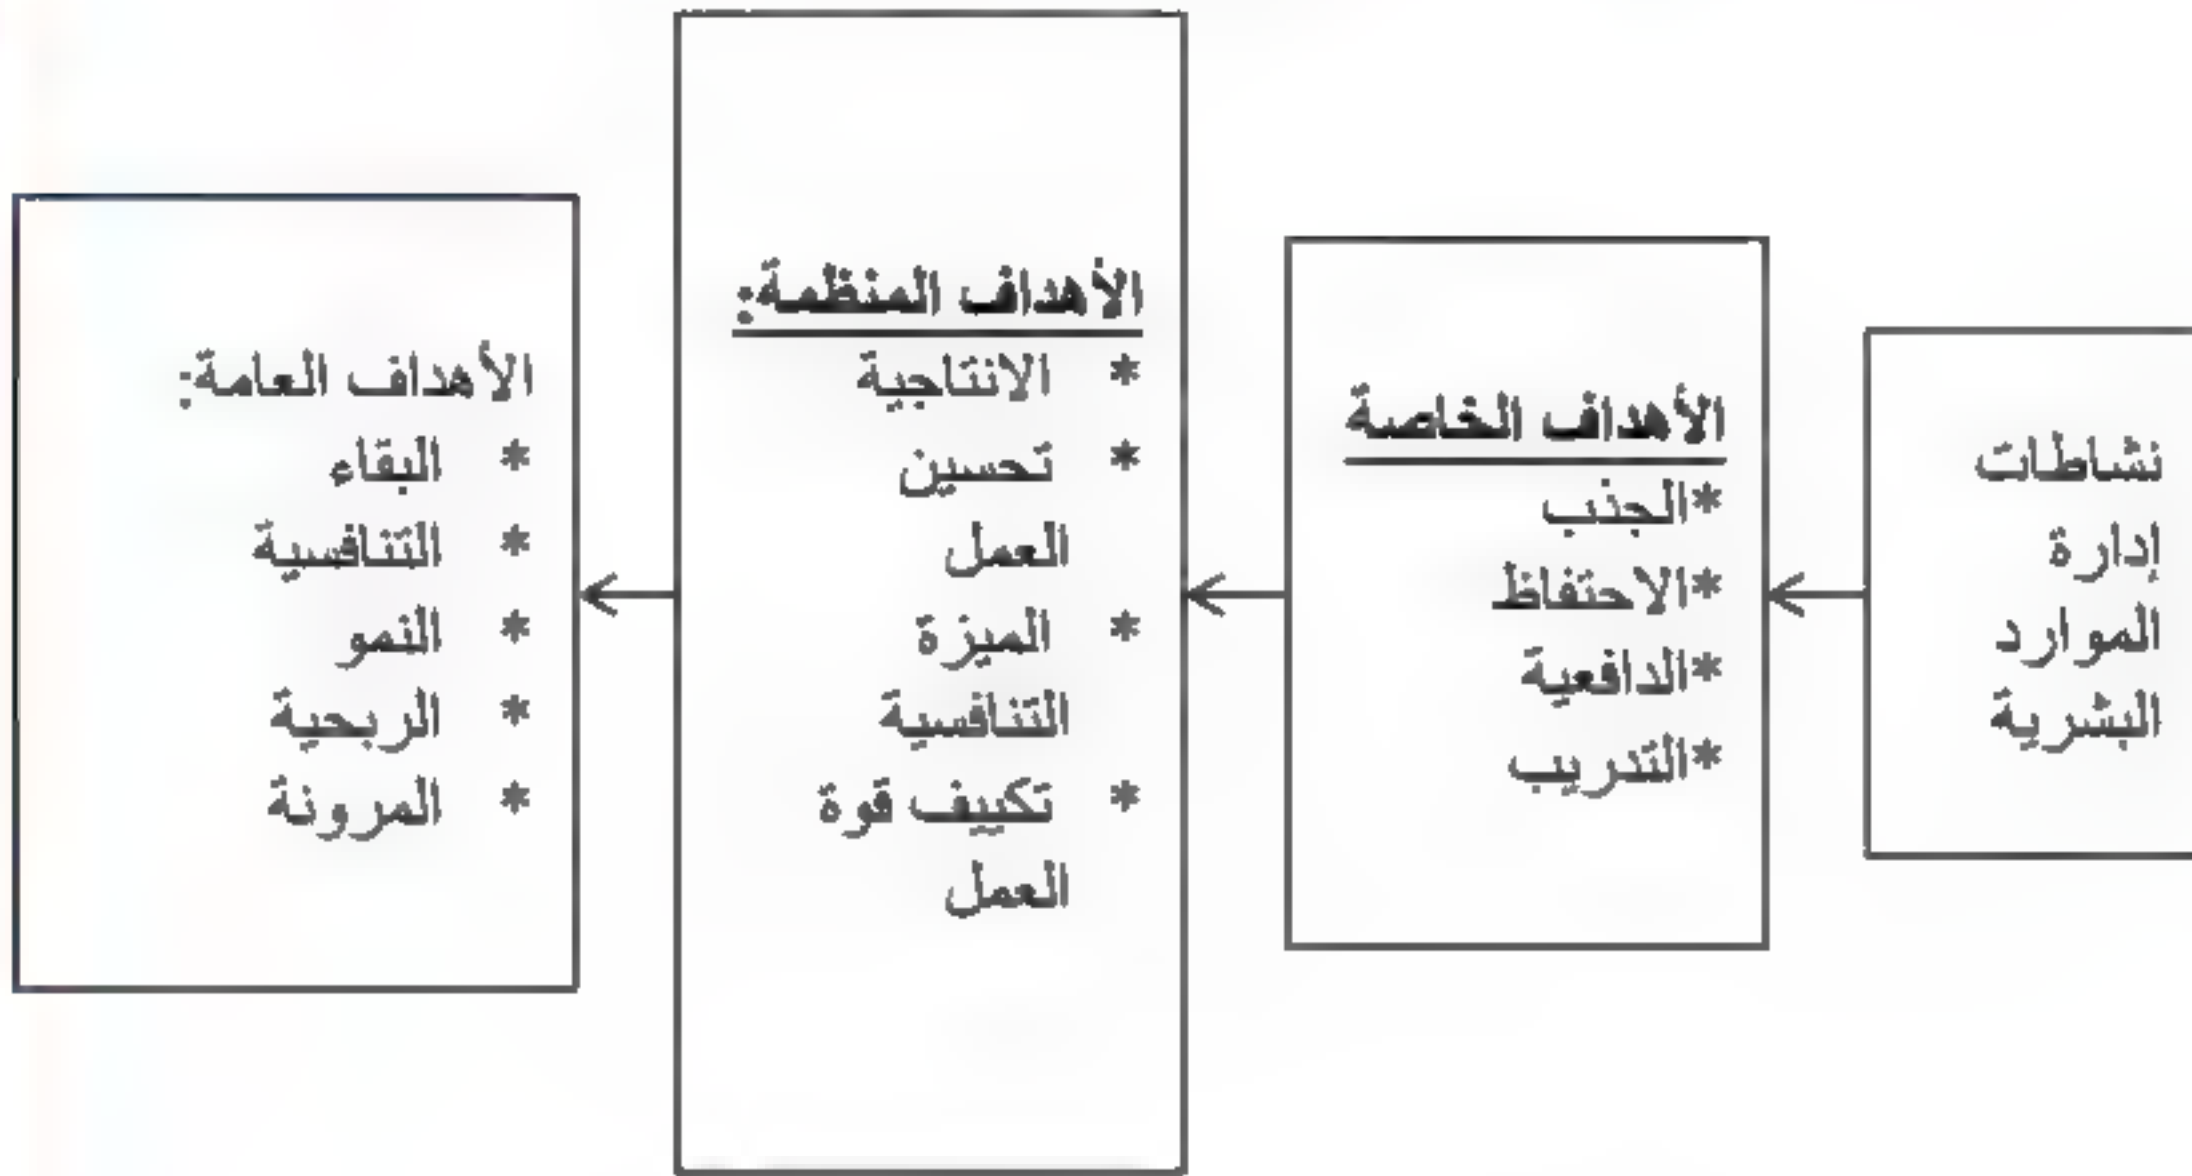 نشاطات
إدارة
الموارد
البشرية
الأهداف الخاصة
*الجذب
*الاحتفاظ
*الدافعية
*التدريب
الأهداف المنظمة:
* الانتاجية
* تحسين
العمل
* الميزة
التنافسية
* تكييف قوة
العمل
الأهداف العامة:
* البقاء
* التنافسية
* النمو
* الربحية
* المرونة